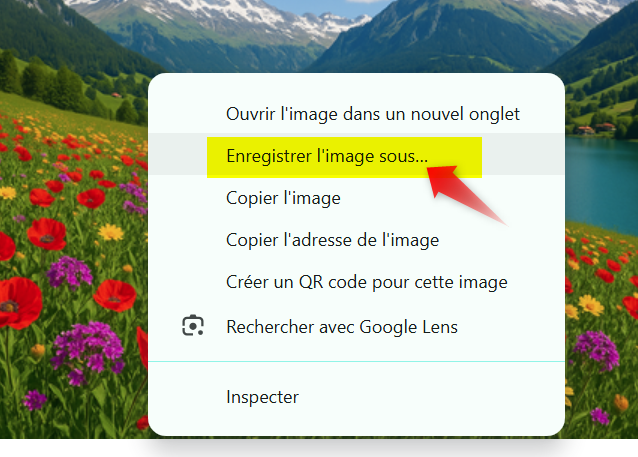 Ouvrir l'image dans un nouvel onglet
Enregistrer l'image sous...
Copier l'image
Copier l'adresse de l'image
Créer un QR code pour cette image
Rechercher avec Google Lens
Inspecter